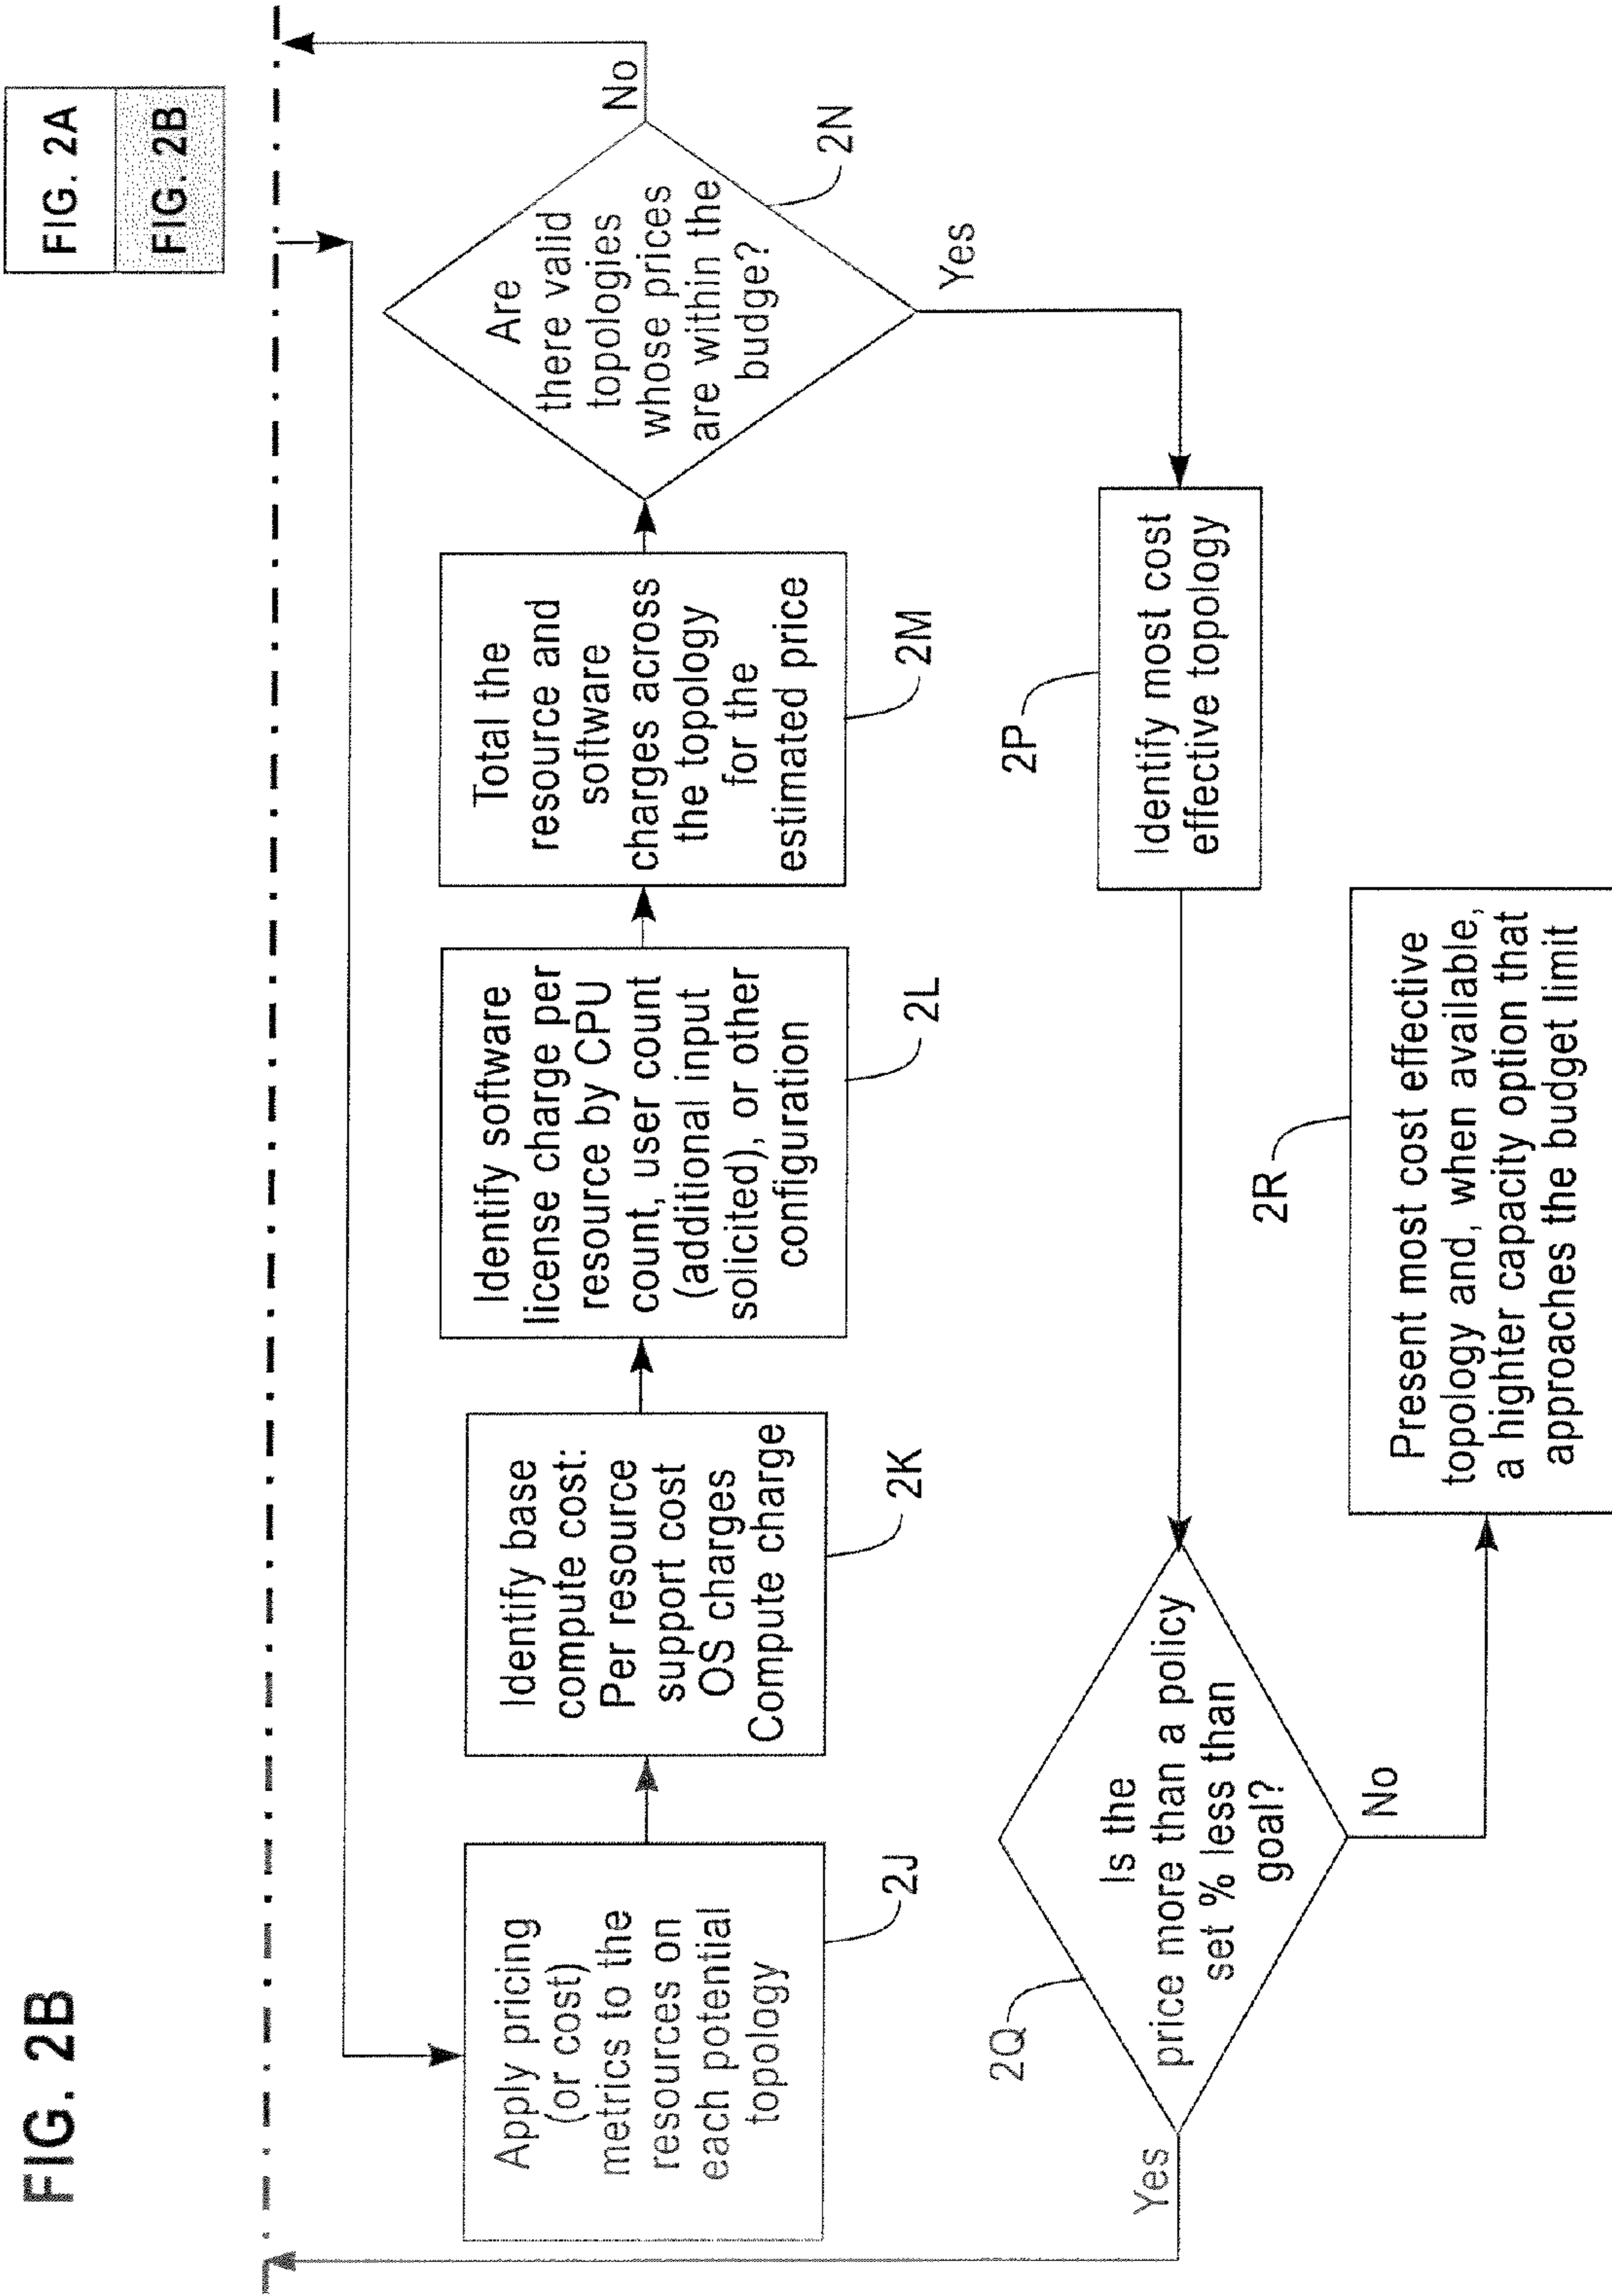 FIG. 2B
FIG. 2A
FIG. 2B
Apply pricing
(or cost)
metrics to the
resources on
each potential
topology
2J
Identify base
compute cost:
Per resource
support cost
OS charges
Compute charge
2K
Identify software
license charge per
resource by CPU
count, user count
(additional input
solicited), or other
configuration
2L
Total the
resource and
software
charges across
the topology
for the
estimated price
2M
Are
there valid
topologies
whose prices
are within the
budge?
2N
No
Yes
2P
Identify most cost
effective topology
2Q
Is the
price more than a policy
set % less than
goal?
Yes
No
2R
Present most cost effective
topology and, when available,
a highter capacity option that
approaches the budget limit